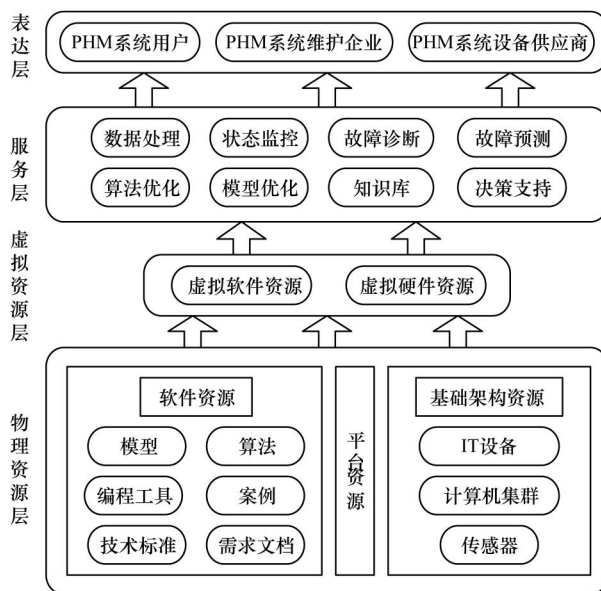 表达层
PHM系统用户
PHM系统维护企业
PHM系统设备供应商
服务层
数据处理
状态监控
故障诊断
故障预测
算法优化
模型优化
知识库
决策支持
虚拟资源层
虚拟软件资源
虚拟硬件资源
物理资源层
软件资源
模型
算法
编程工具
案例
技术标准
需求文档
平台资源
基础架构资源
IT设备
计算机集群
传感器